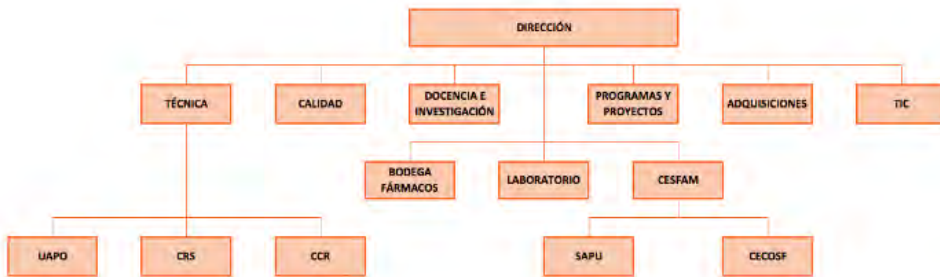 DIRECCIÓN
TÉCNICA
CALIDAD
DOCENCIA E
INVESTIGACIÓN
PROGRAMAS Y
PROYECTOS
ADQUISICIONES
TIC
BODEGA
FÁRMACOS
LABORATORIO
CESFAM
UAPO
CRS
CCR
SAPU
CECOSF